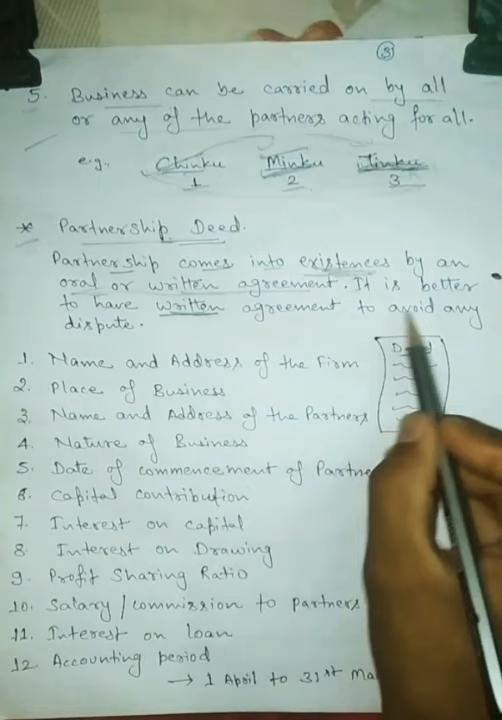 3
5. Business can be carried on by all
or any of the partners acting for all.
e.g., Chinku Minku Jinku
1 2 3
* Partnership Deed.
Partnership comes into existences by an
oral or written agreement. It is better
to have written agreement to avoid any
dispute.
1. Name and Address of the Firm
2. Place of Business
3. Name and Address of the Partners
4. Nature of Business
5. Date of commencement of Partne
6. Capital contribution
7. Interest on capital
8 Interest on Drawing
9. Profit Sharing Ratio
10. Salary / commission to partners
11. Interest on loan
12. Accounting period
→ 1 April to 31st Ma